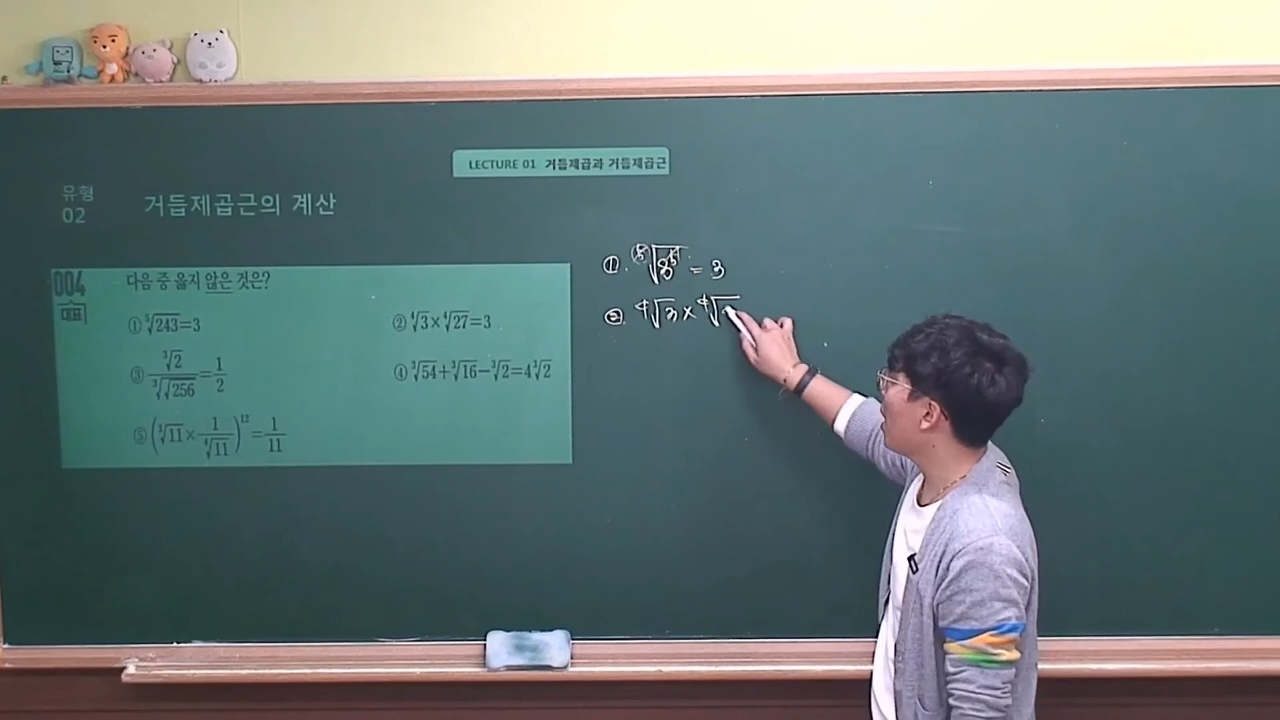 LECTURE 01 거듭제곱과 거듭제곱근
유형
02
거듭제곱근의 계산
004
대표
다음 중 옳지 않은 것은?
① ⁵√243=3
② ⁴√3×⁴√27=3
③ ³√2/³√√256=1/2
④ ³√54+³√16−³√2=4³√2
⑤ (³√11×1/⁴√11)¹²=1/11
①. ⁵√3⁵ = 3
②. ⁴√3 × ⁴√